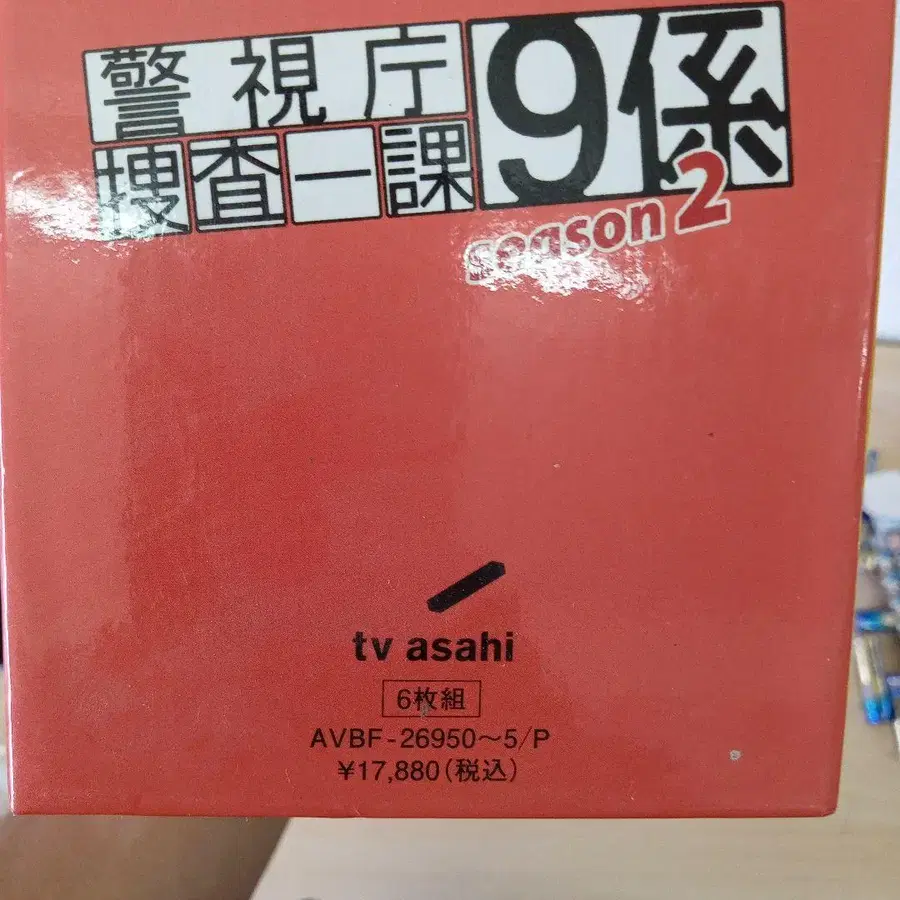 警視庁
捜査一課
9係
season 2
tv asahi
6枚組
AVBF-26950〜5/P
¥17,880(税込)